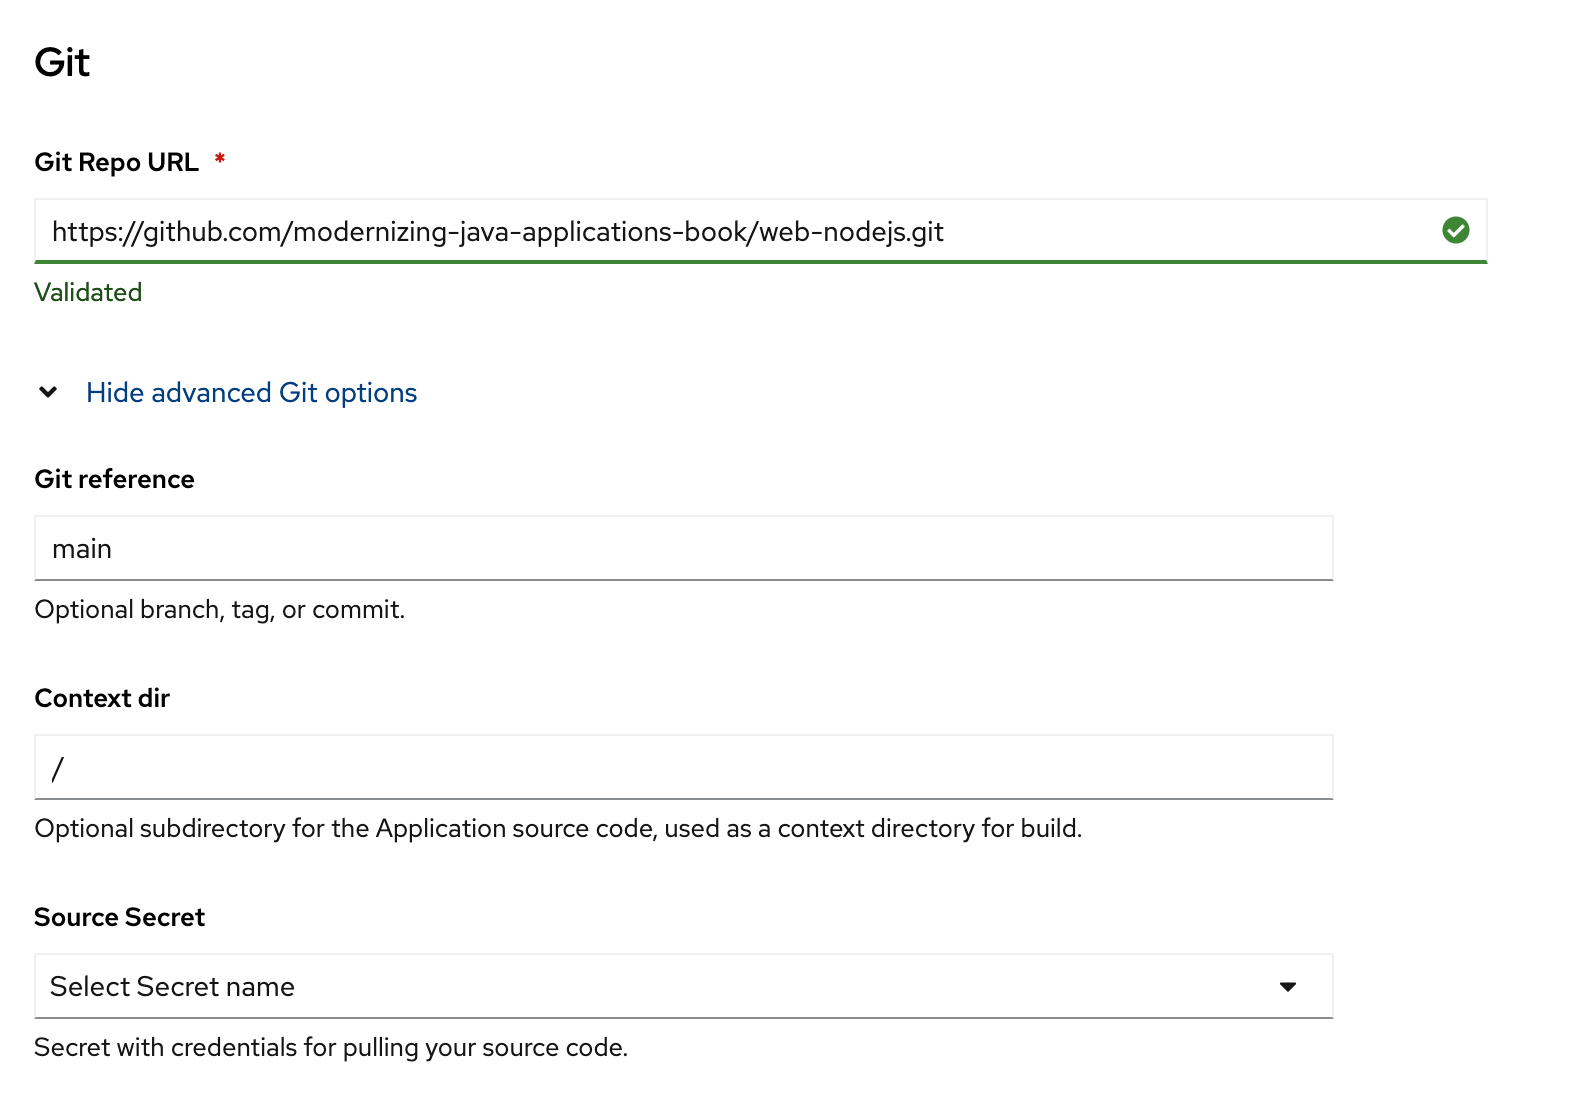 Git
Git Repo URL *
https://github.com/modernizing-java-applications-book/web-nodejs.git
Validated
Hide advanced Git options
Git reference
main
Optional branch, tag, or commit.
Context dir
/
Optional subdirectory for the Application source code, used as a context directory for build.
Source Secret
Select Secret name
Secret with credentials for pulling your source code.